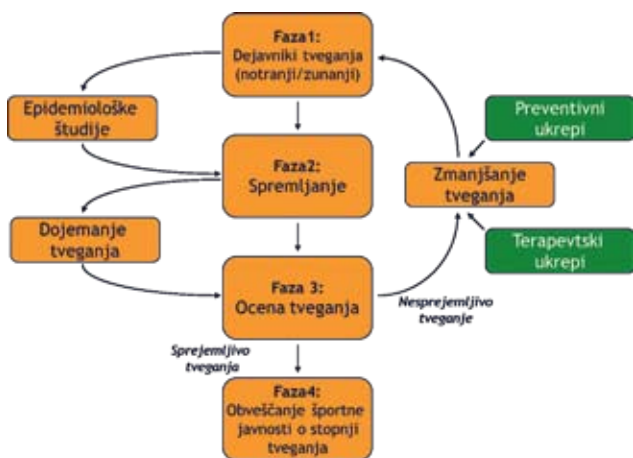 Faza1:
Dejavniki tveganja
(notranji/zunanji)
Epidemiološke
študije
Preventivni
ukrepi
Faza2:
Spremljanje
Zmanjšanje
tveganja
Dojemanje
tveganja
Terapevtski
ukrepi
Faza 3:
Ocena tveganja
Nesprejemljivo
tveganje
Sprejemljivo
tveganja
Faza4:
Obveščanje športne
javnosti o stopnji
tveganja